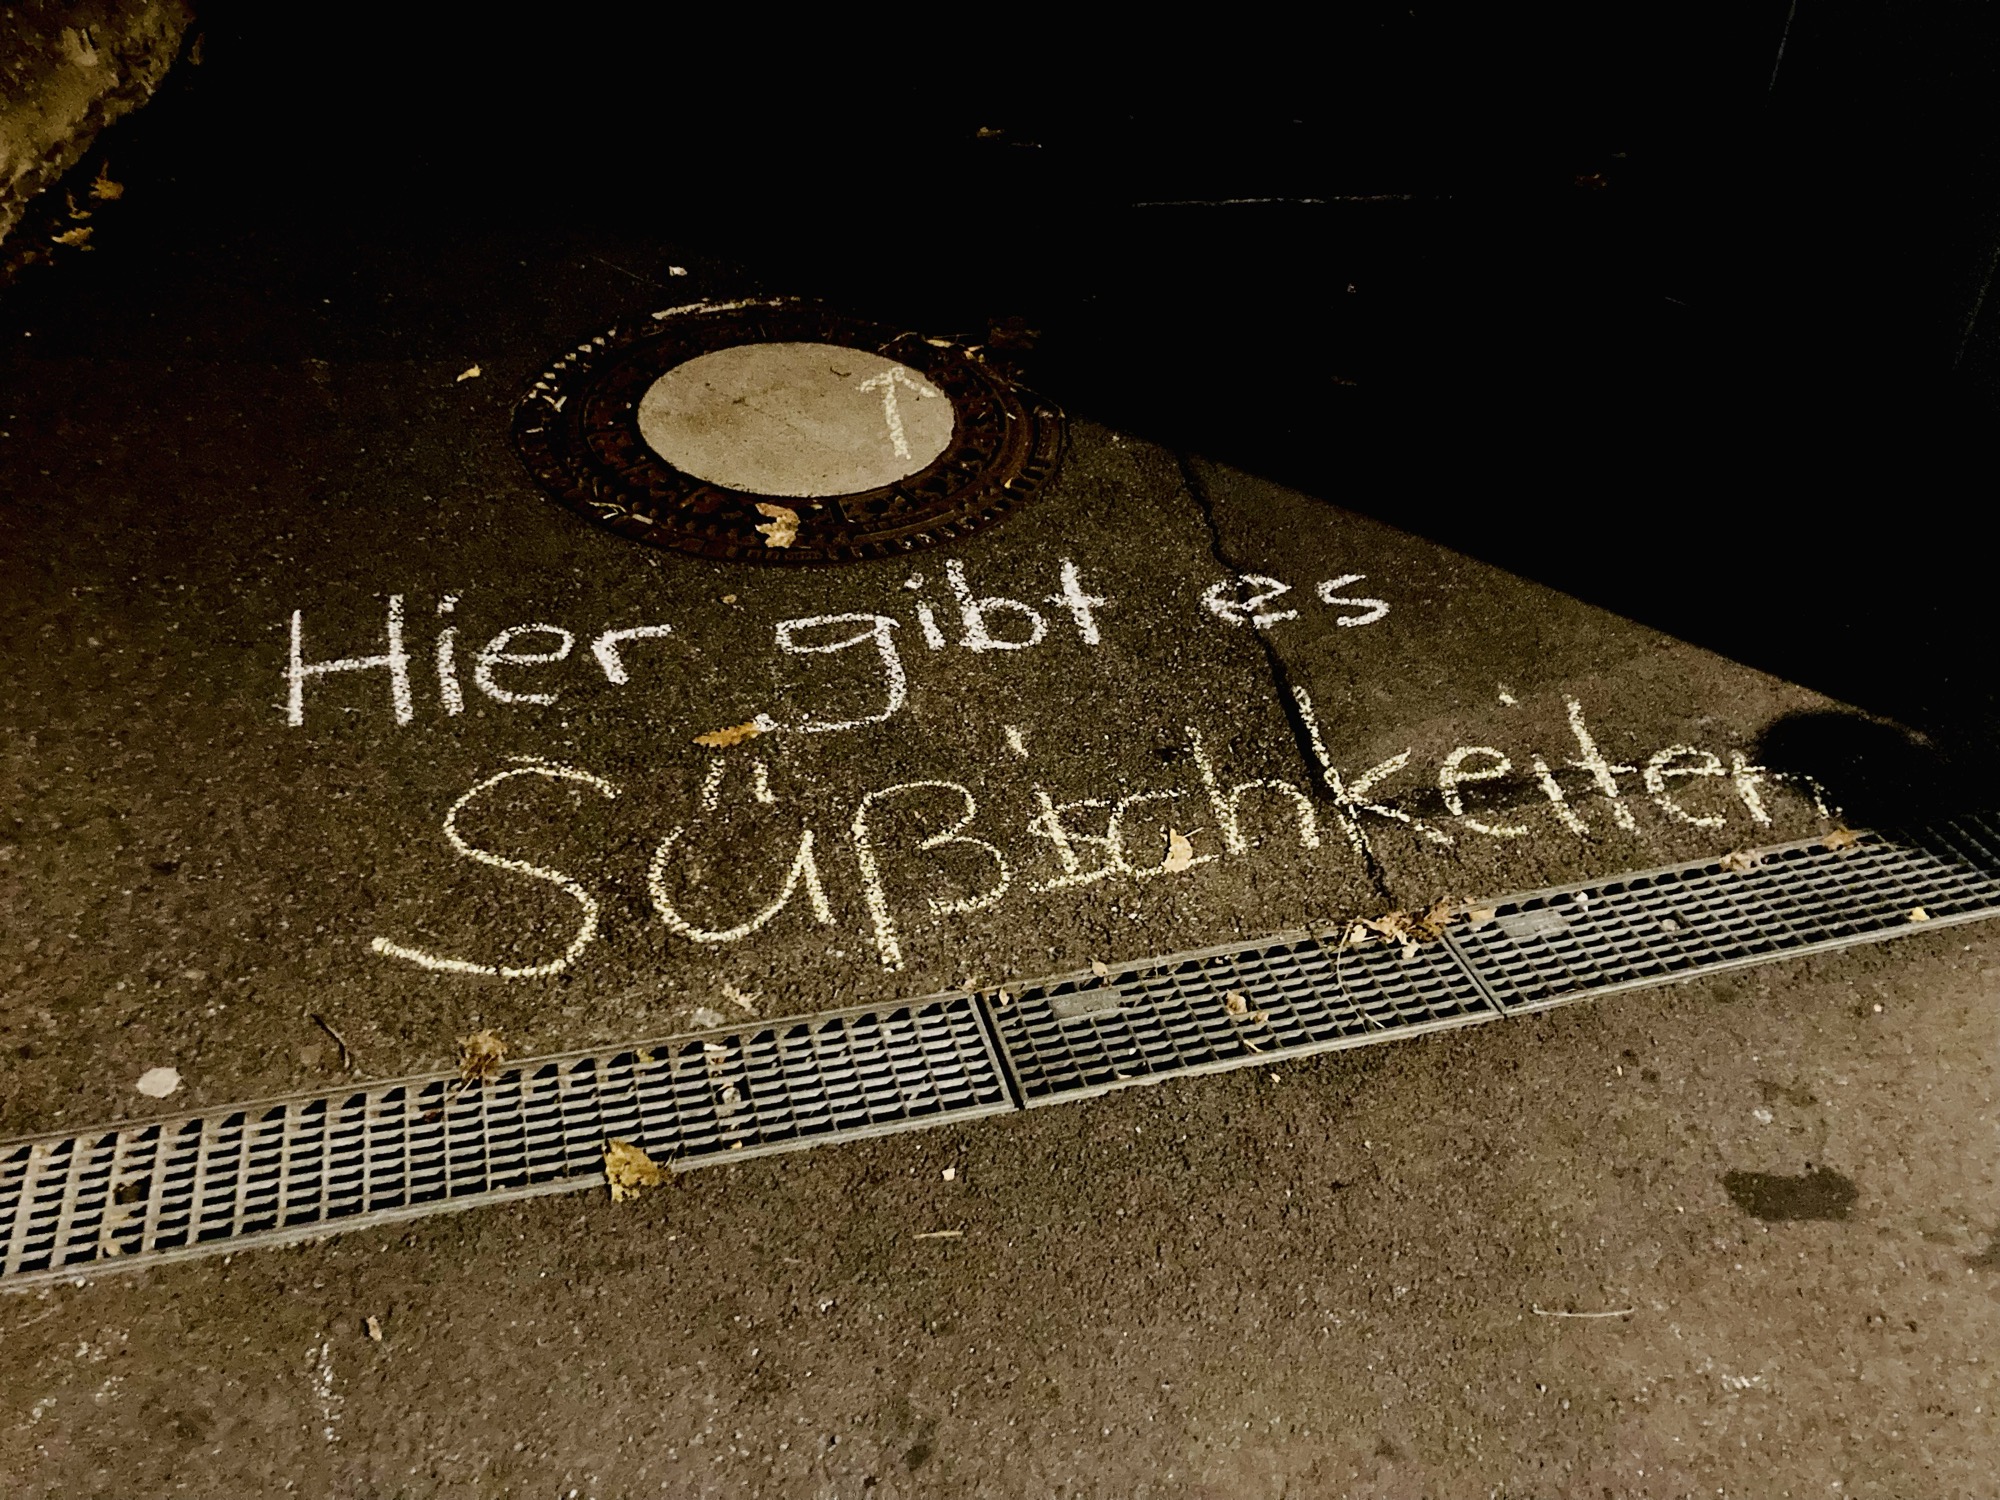 Hier gibt es
Süßichkeiten